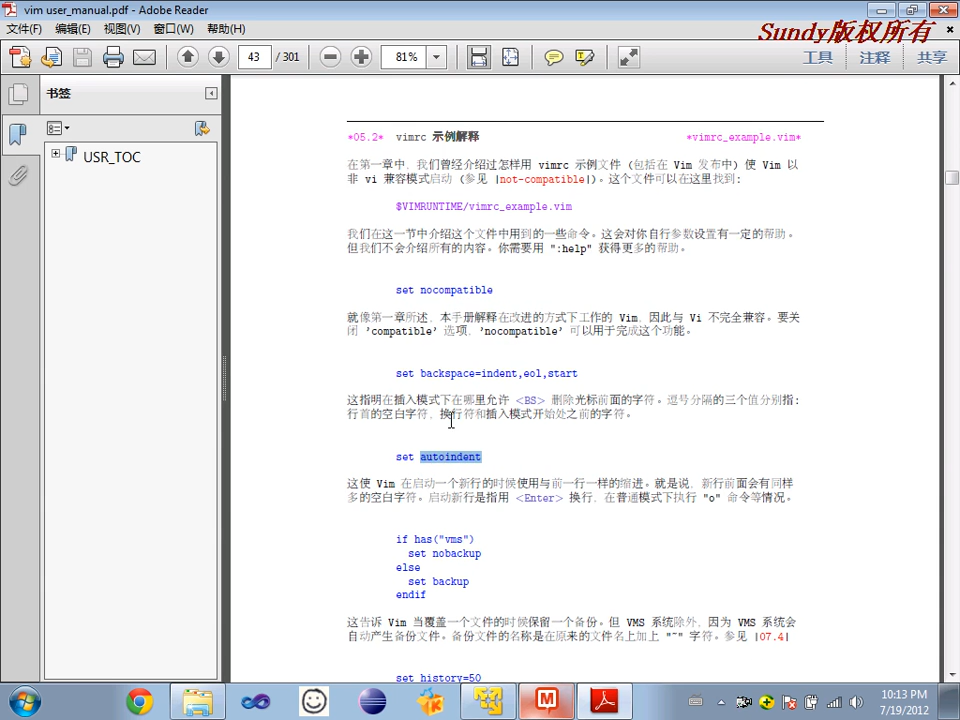 vim user_manual.pdf - Adobe Reader
文件(F) 编辑(E) 视图(V) 窗口(W) 帮助(H)
Sundy版权所有
43 / 301 81% 工具 注释 共享
书签
USR_TOC
*05.2* vimrc 示例解释 *vimrc_example.vim*
在第一章中，我们曾经介绍过怎样用 vimrc 示例文件 (包括在 Vim 发布中) 使 Vim 以
非 vi 兼容模式启动 (参见 |not-compatible|)。这个文件可以在这里找到:
$VIMRUNTIME/vimrc_example.vim
我们在这一节中介绍这个文件中用到的一些命令。这会对你自行参数设置有一定的帮助。
但我们不会介绍所有的内容。你需要用 ":help" 获得更多的帮助。
set nocompatible
就像第一章所述，本手册解释在改进的方式下工作的 Vim，因此与 Vi 不完全兼容。要关
闭 'compatible' 选项，'nocompatible' 可以用于完成这个功能。
set backspace=indent,eol,start
这指明在插入模式下在哪里允许 <BS> 删除光标前面的字符。逗号分隔的三个值分别指:
行首的空白字符，换行符和插入模式开始处之前的字符。
set autoindent
这使 Vim 在启动一个新行的时候使用与前一行一样的缩进。就是说，新行前面会有同样
多的空白字符。启动新行是指用 <Enter> 换行，在普通模式下执行 "o" 命令等情况。
if has("vms")
set nobackup
else
set backup
endif
这告诉 Vim 当覆盖一个文件的时候保留一个备份。但 VMS 系统除外，因为 VMS 系统会
自动产生备份文件。备份文件的名称是在原来的文件名上加上 "~" 字符。参见 |07.4|
set history=50
10:13 PM
7/19/2012